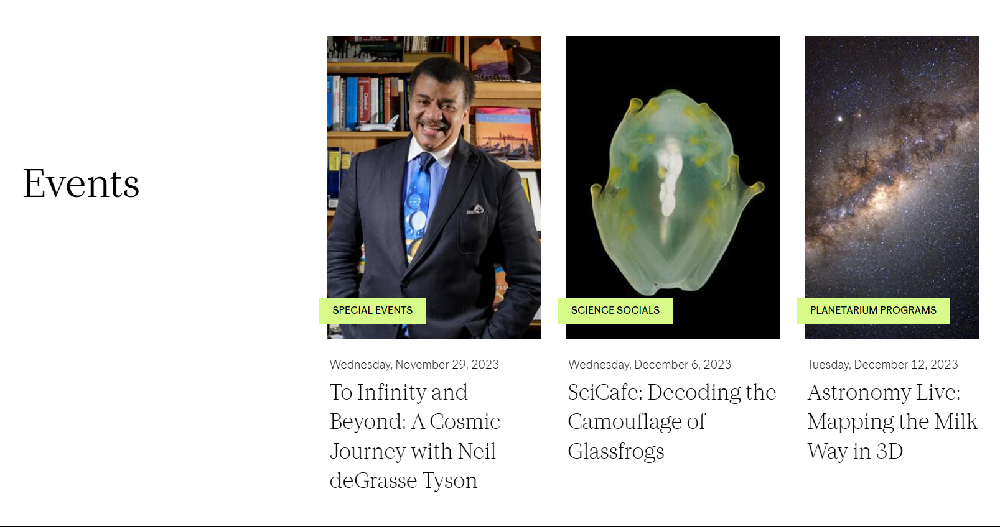 Events
SPECIAL EVENTS
Wednesday, November 29, 2023
To Infinity and
Beyond: A Cosmic
Journey with Neil
deGrasse Tyson
SCIENCE SOCIALS
Wednesday, December 6, 2023
SciCafe: Decoding the
Camouflage of
Glassfrogs
PLANETARIUM PROGRAMS
Tuesday, December 12, 2023
Astronomy Live:
Mapping the Milk
Way in 3D
Classical
Electrodynamics